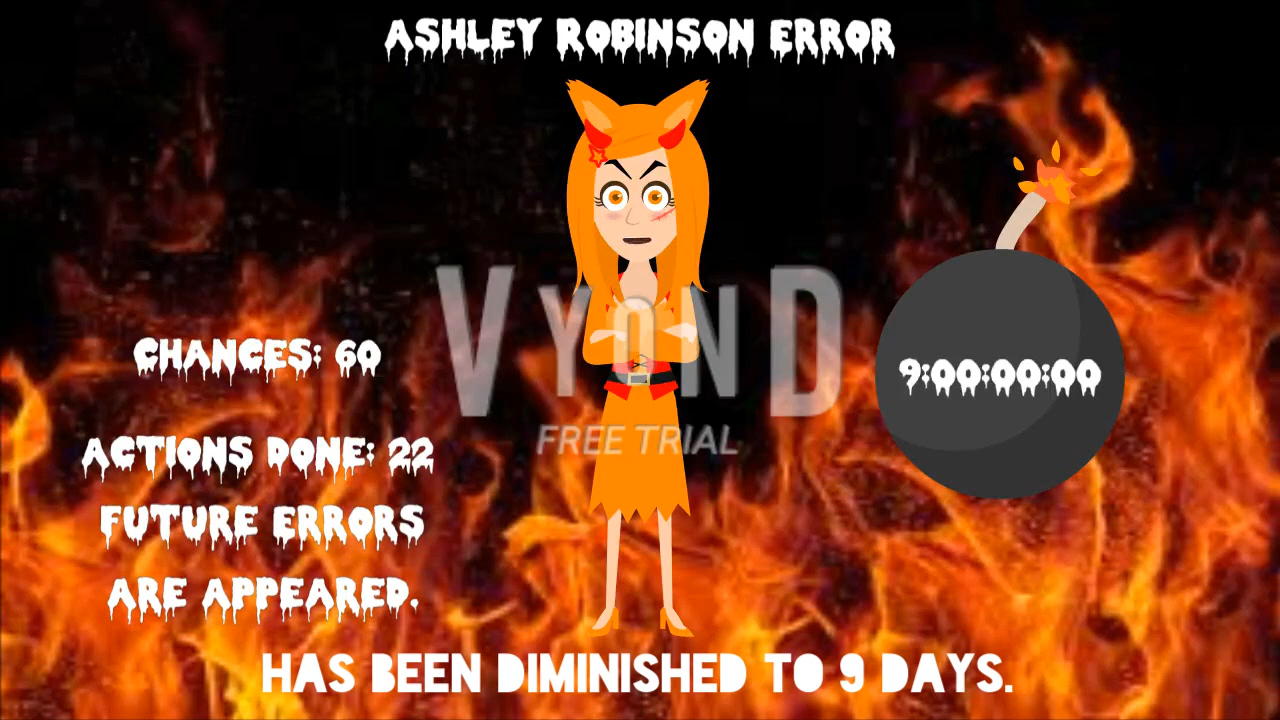 ASHLEY ROBINSON ERROR
VYOND
FREE TRIAL
CHANCES: 60
9:00:00:00
ACTIONS DONE: 22
FUTURE ERRORS
ARE APPEARED.
HAS BEEN DIMINISHED TO 9 DAYS.